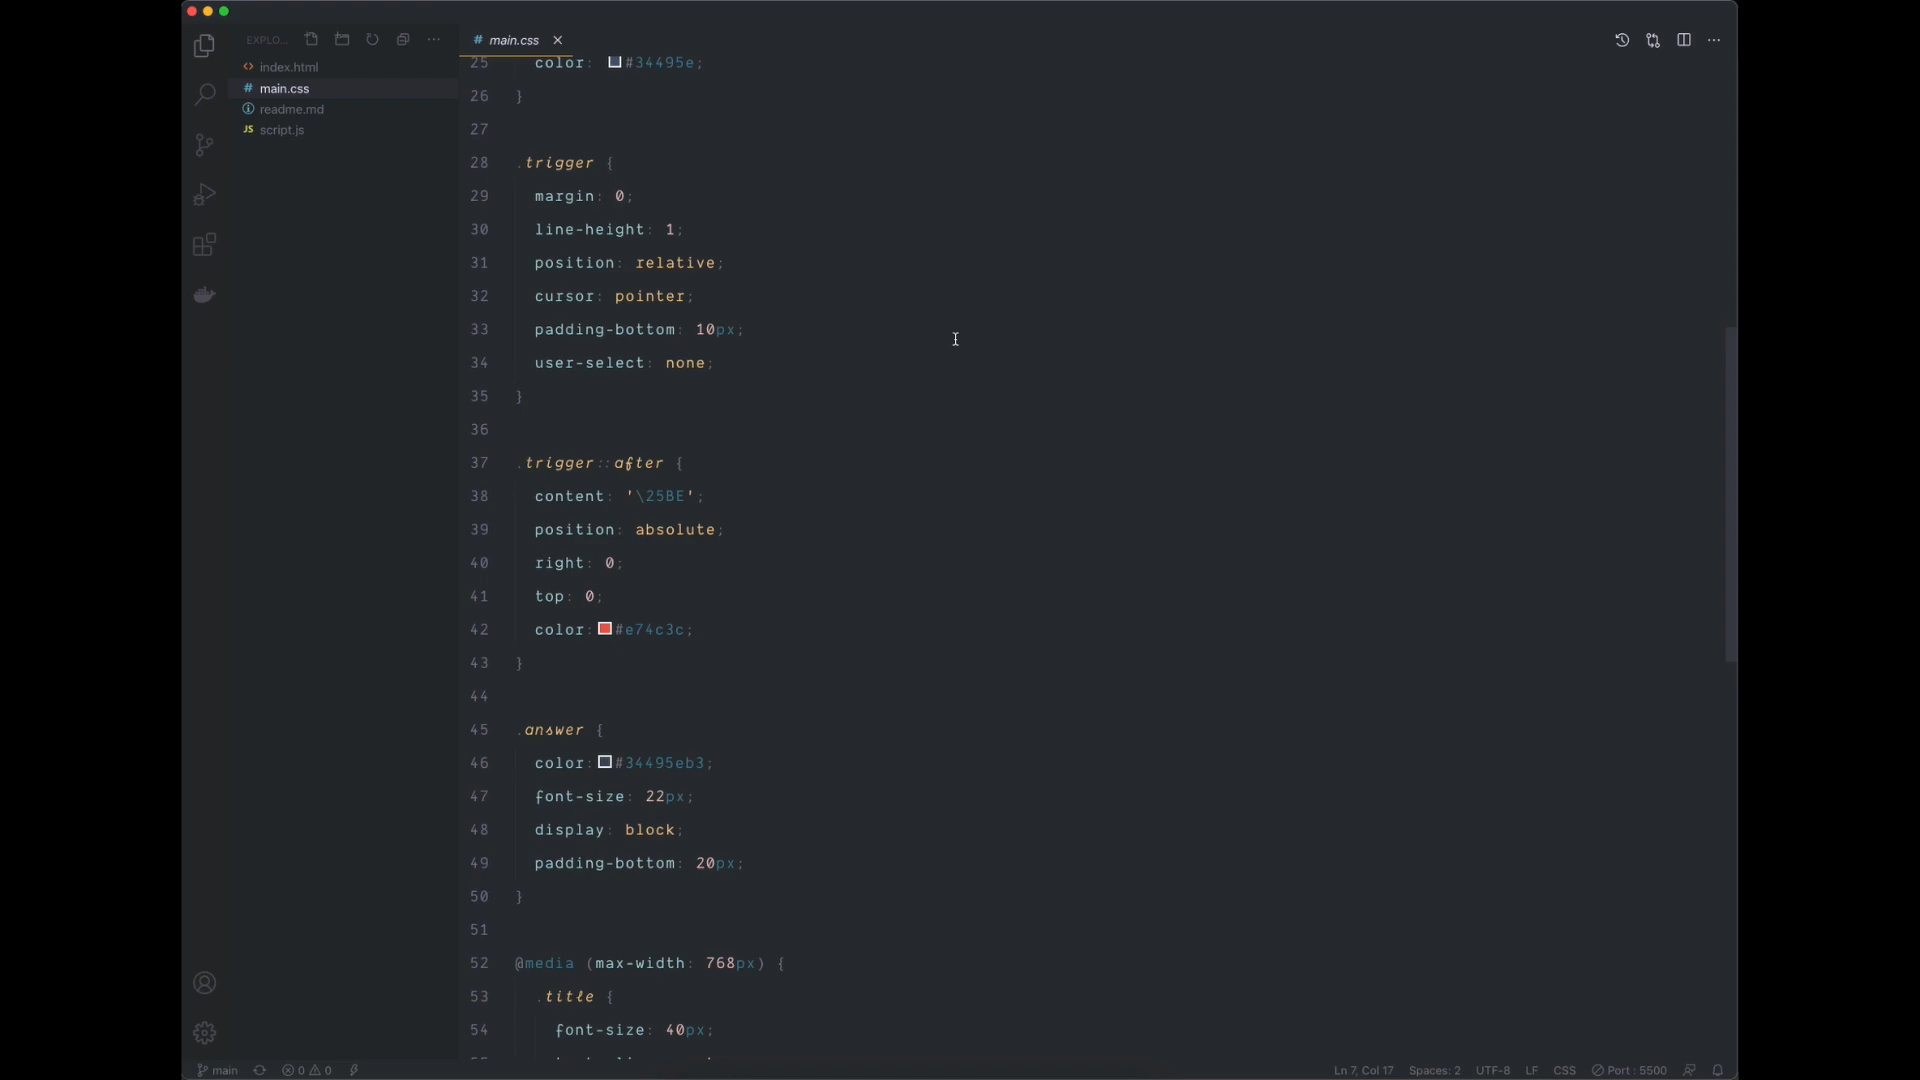 EXPLO...
index.html
# main.css
readme.md
JS script.js
# main.css
25 color: #34495e;
26 }
27
28 .trigger {
29 margin: 0;
30 line-height: 1;
31 position: relative;
32 cursor: pointer;
33 padding-bottom: 10px;
34 user-select: none;
35 }
36
37 .trigger::after {
38 content: '\25BE';
39 position: absolute;
40 right: 0;
41 top: 0;
42 color: #e74c3c;
43 }
44
45 .answer {
46 color: #34495eb3;
47 font-size: 22px;
48 display: block;
49 padding-bottom: 20px;
50 }
51
52 @media (max-width: 768px) {
53 .title {
54 font-size: 40px;
main 0 0 Ln 7, Col 17 Spaces: 2 UTF-8 LF CSS Port : 5500